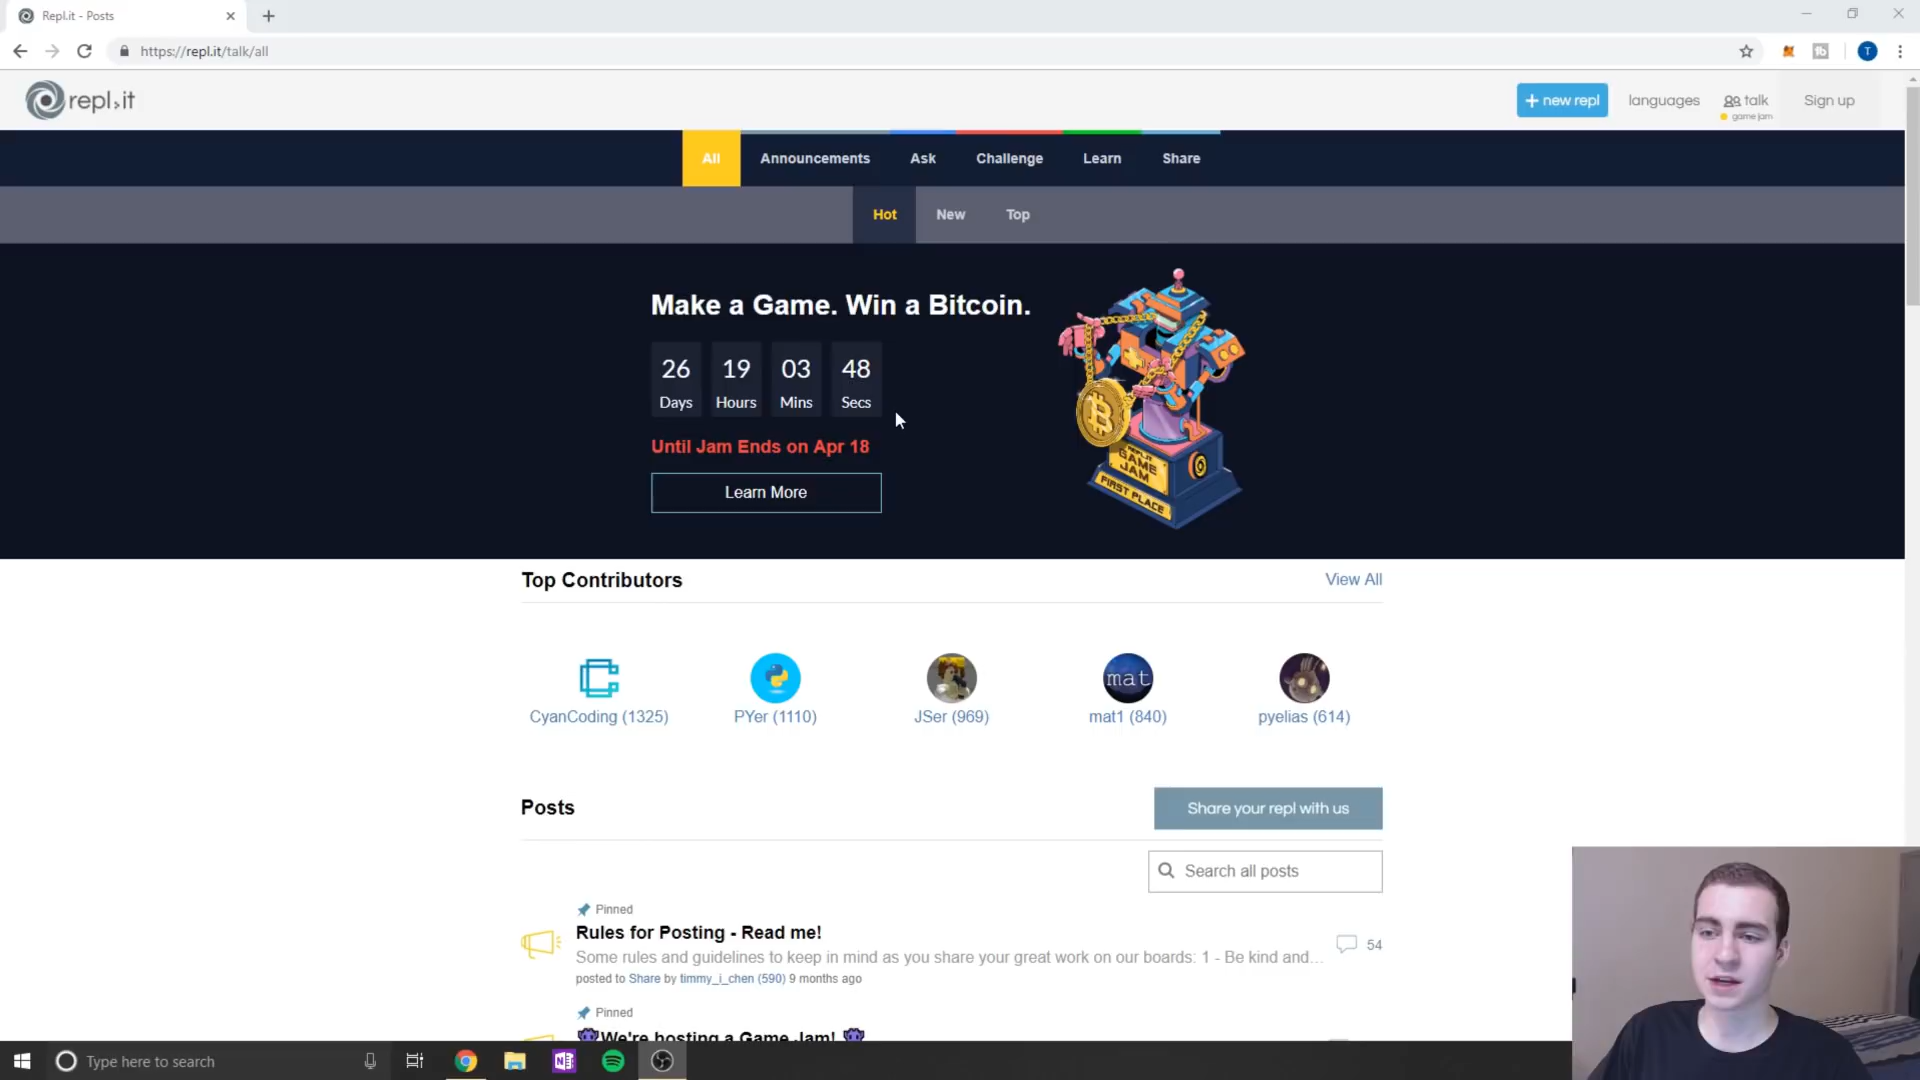 Repl.it - Posts
https://repl.it/talk/all
repl.it
+ new repl
languages
talk
game jam
Sign up
All
Announcements
Ask
Challenge
Learn
Share
Hot
New
Top
Make a Game. Win a Bitcoin.
26 19 03 48
Days Hours Mins Secs
Until Jam Ends on Apr 18
Learn More
GAME
JAM
FIRST PLACE
Top Contributors
View All
mat
CyanCoding (1325)
PYer (1110)
JSer (969)
mat1 (840)
pyelias (614)
Posts
Share your repl with us
Search all posts
Pinned
Rules for Posting - Read me!
Some rules and guidelines to keep in mind as you share your great work on our boards: 1 - Be kind and...
54
posted to Share by timmy_i_chen (590) 9 months ago
Pinned
We're hosting a Game Jam!
Type here to search